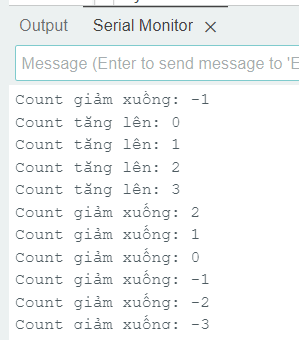 Output Serial Monitor ×
Message (Enter to send message to 'E
Count giảm xuống: -1
Count tăng lên: 0
Count tăng lên: 1
Count tăng lên: 2
Count tăng lên: 3
Count giảm xuống: 2
Count giảm xuống: 1
Count giảm xuống: 0
Count giảm xuống: -1
Count giảm xuống: -2
Count giảm xuống: -3